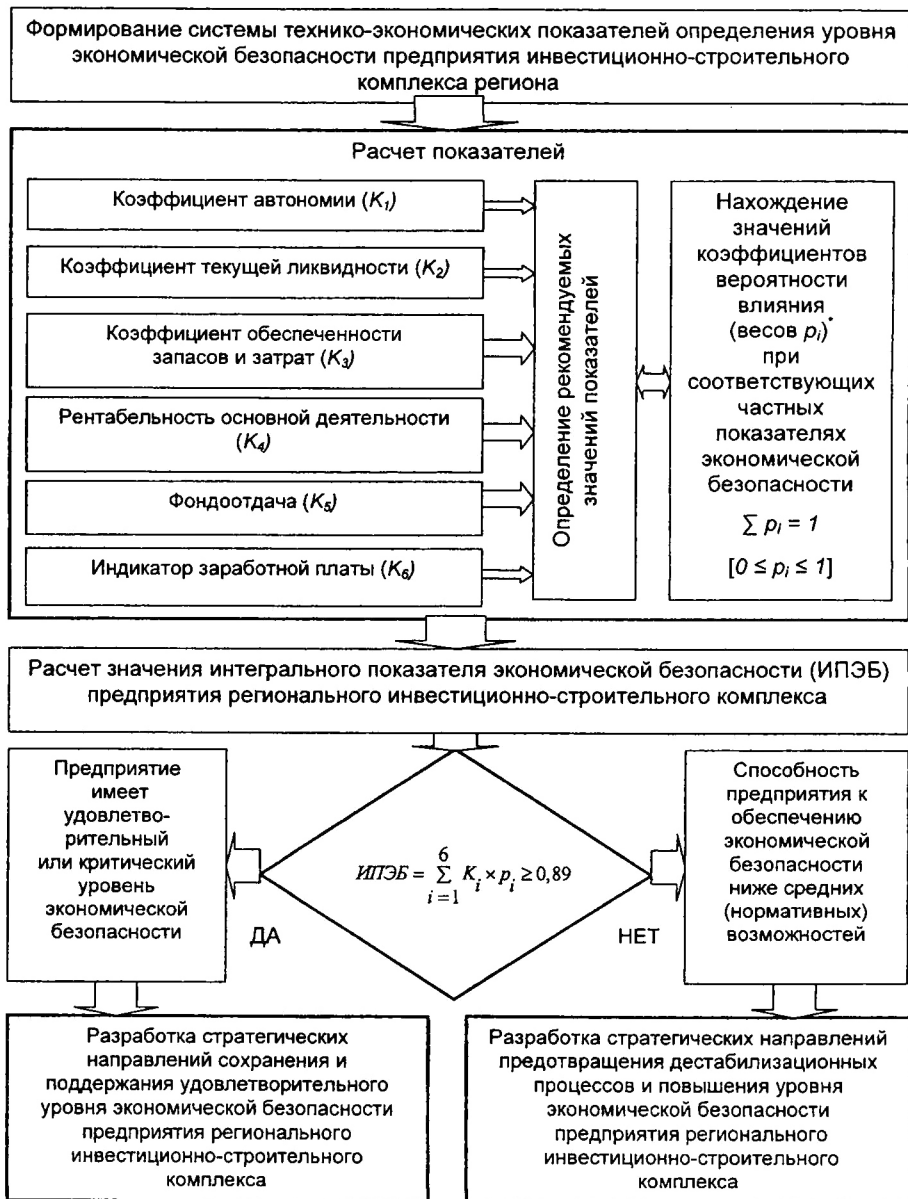 Формирование системы технико-экономических показателей определения уровня
экономической безопасности предприятия инвестиционно-строительного
комплекса региона
Расчет показателей
Коэффициент автономии (K1)
Коэффициент текущей ликвидности (K2)
Коэффициент обеспеченности
запасов и затрат (K3)
Рентабельность основной деятельности
(K4)
Фондоотдача (K5)
Индикатор заработной платы (K6)
Определение рекомендуемых
значений показателей
Нахождение
значений
коэффициентов
вероятности
влияния
(весов pi)*
при
соответствующих
частных
показателях
экономической
безопасности
∑ pi = 1
[0 ≤ pi ≤ 1]
Расчет значения интегрального показателя экономической безопасности (ИПЭБ)
предприятия регионального инвестиционно-строительного комплекса
Предприятие
имеет
удовлетво-
рительный
или критический
уровень
экономической
безопасности
ДА
6
ИПЭБ = ∑ Ki × pi ≥ 0,89
i = 1
НЕТ
Способность
предприятия к
обеспечению
экономической
безопасности
ниже средних
(нормативных)
возможностей
Разработка стратегических
направлений сохранения и
поддержания удовлетворительного
уровня экономической безопасности
предприятия регионального
инвестиционно-строительного
комплекса
Разработка стратегических направлений
предотвращения дестабилизационных
процессов и повышения уровня
экономической безопасности
предприятия регионального
инвестиционно-строительного
комплекса